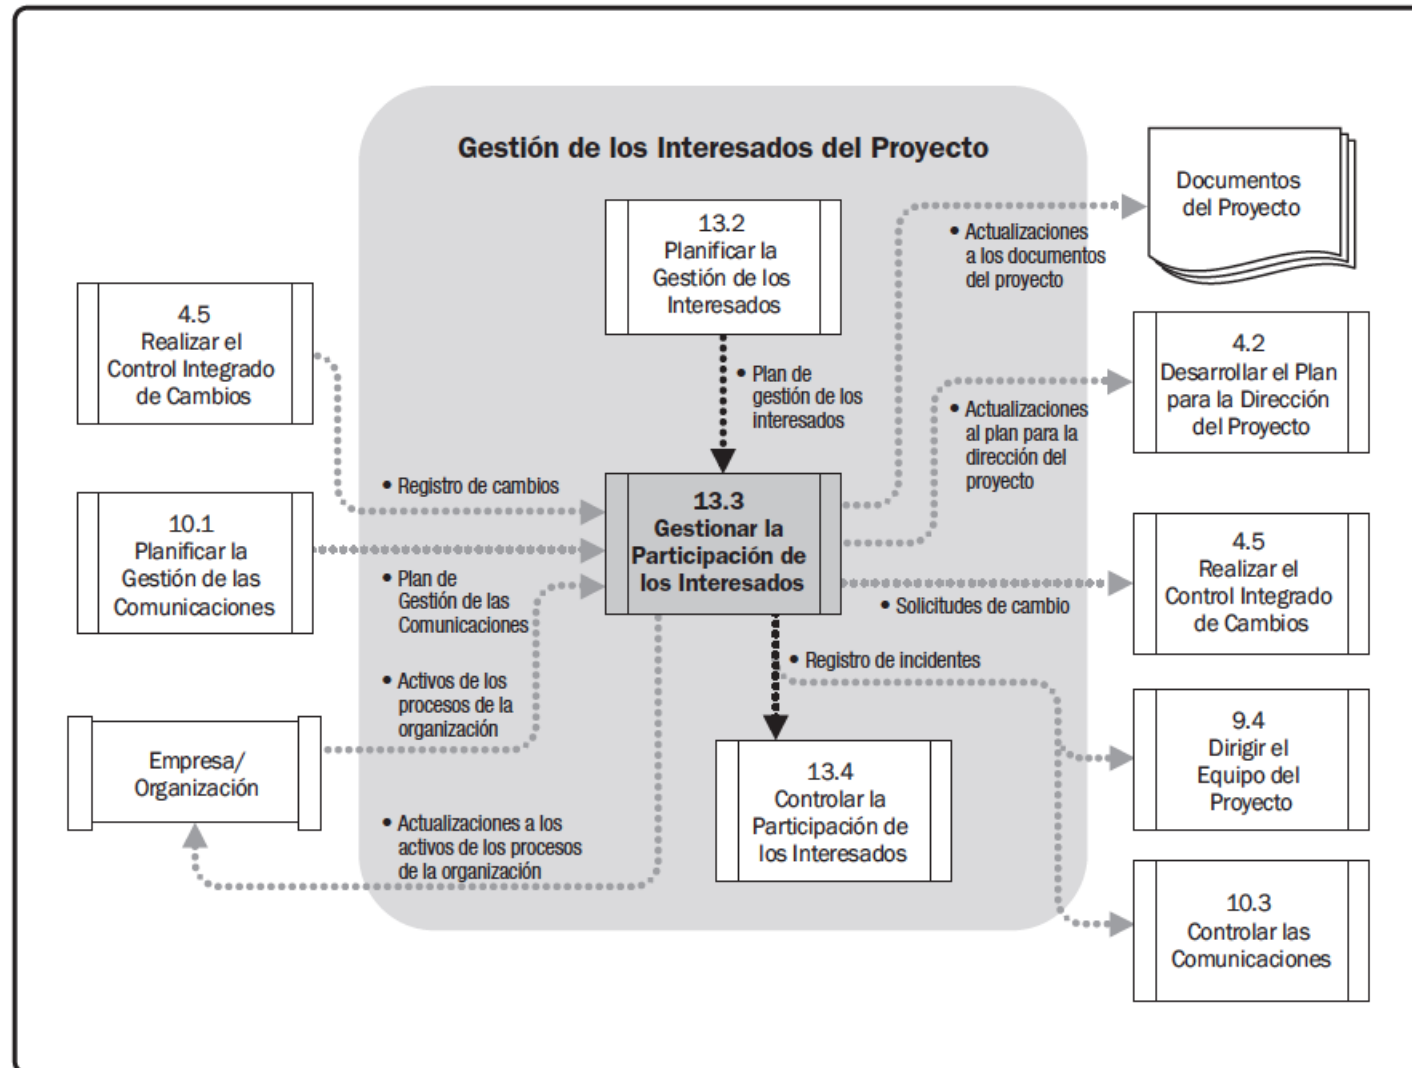 Gestión de los Interesados del Proyecto
13.2
Planificar la
Gestión de los
Interesados
Documentos
del Proyecto
• Actualizaciones
a los documentos
del proyecto
4.5
Realizar el
Control Integrado
de Cambios
• Plan de
gestión de los
interesados
4.2
Desarrollar el Plan
para la Dirección
del Proyecto
• Actualizaciones
al plan para la
dirección del
proyecto
• Registro de cambios
13.3
Gestionar la
Participación de
los Interesados
10.1
Planificar la
Gestión de las
Comunicaciones
• Plan de
Gestión de las
Comunicaciones
4.5
Realizar el
Control Integrado
de Cambios
• Solicitudes de cambio
• Registro de incidentes
• Activos de los
procesos de la
organización
Empresa/
Organización
9.4
Dirigir el
Equipo del
Proyecto
13.4
Controlar la
Participación de
los Interesados
• Actualizaciones a los
activos de los procesos
de la organización
10.3
Controlar las
Comunicaciones